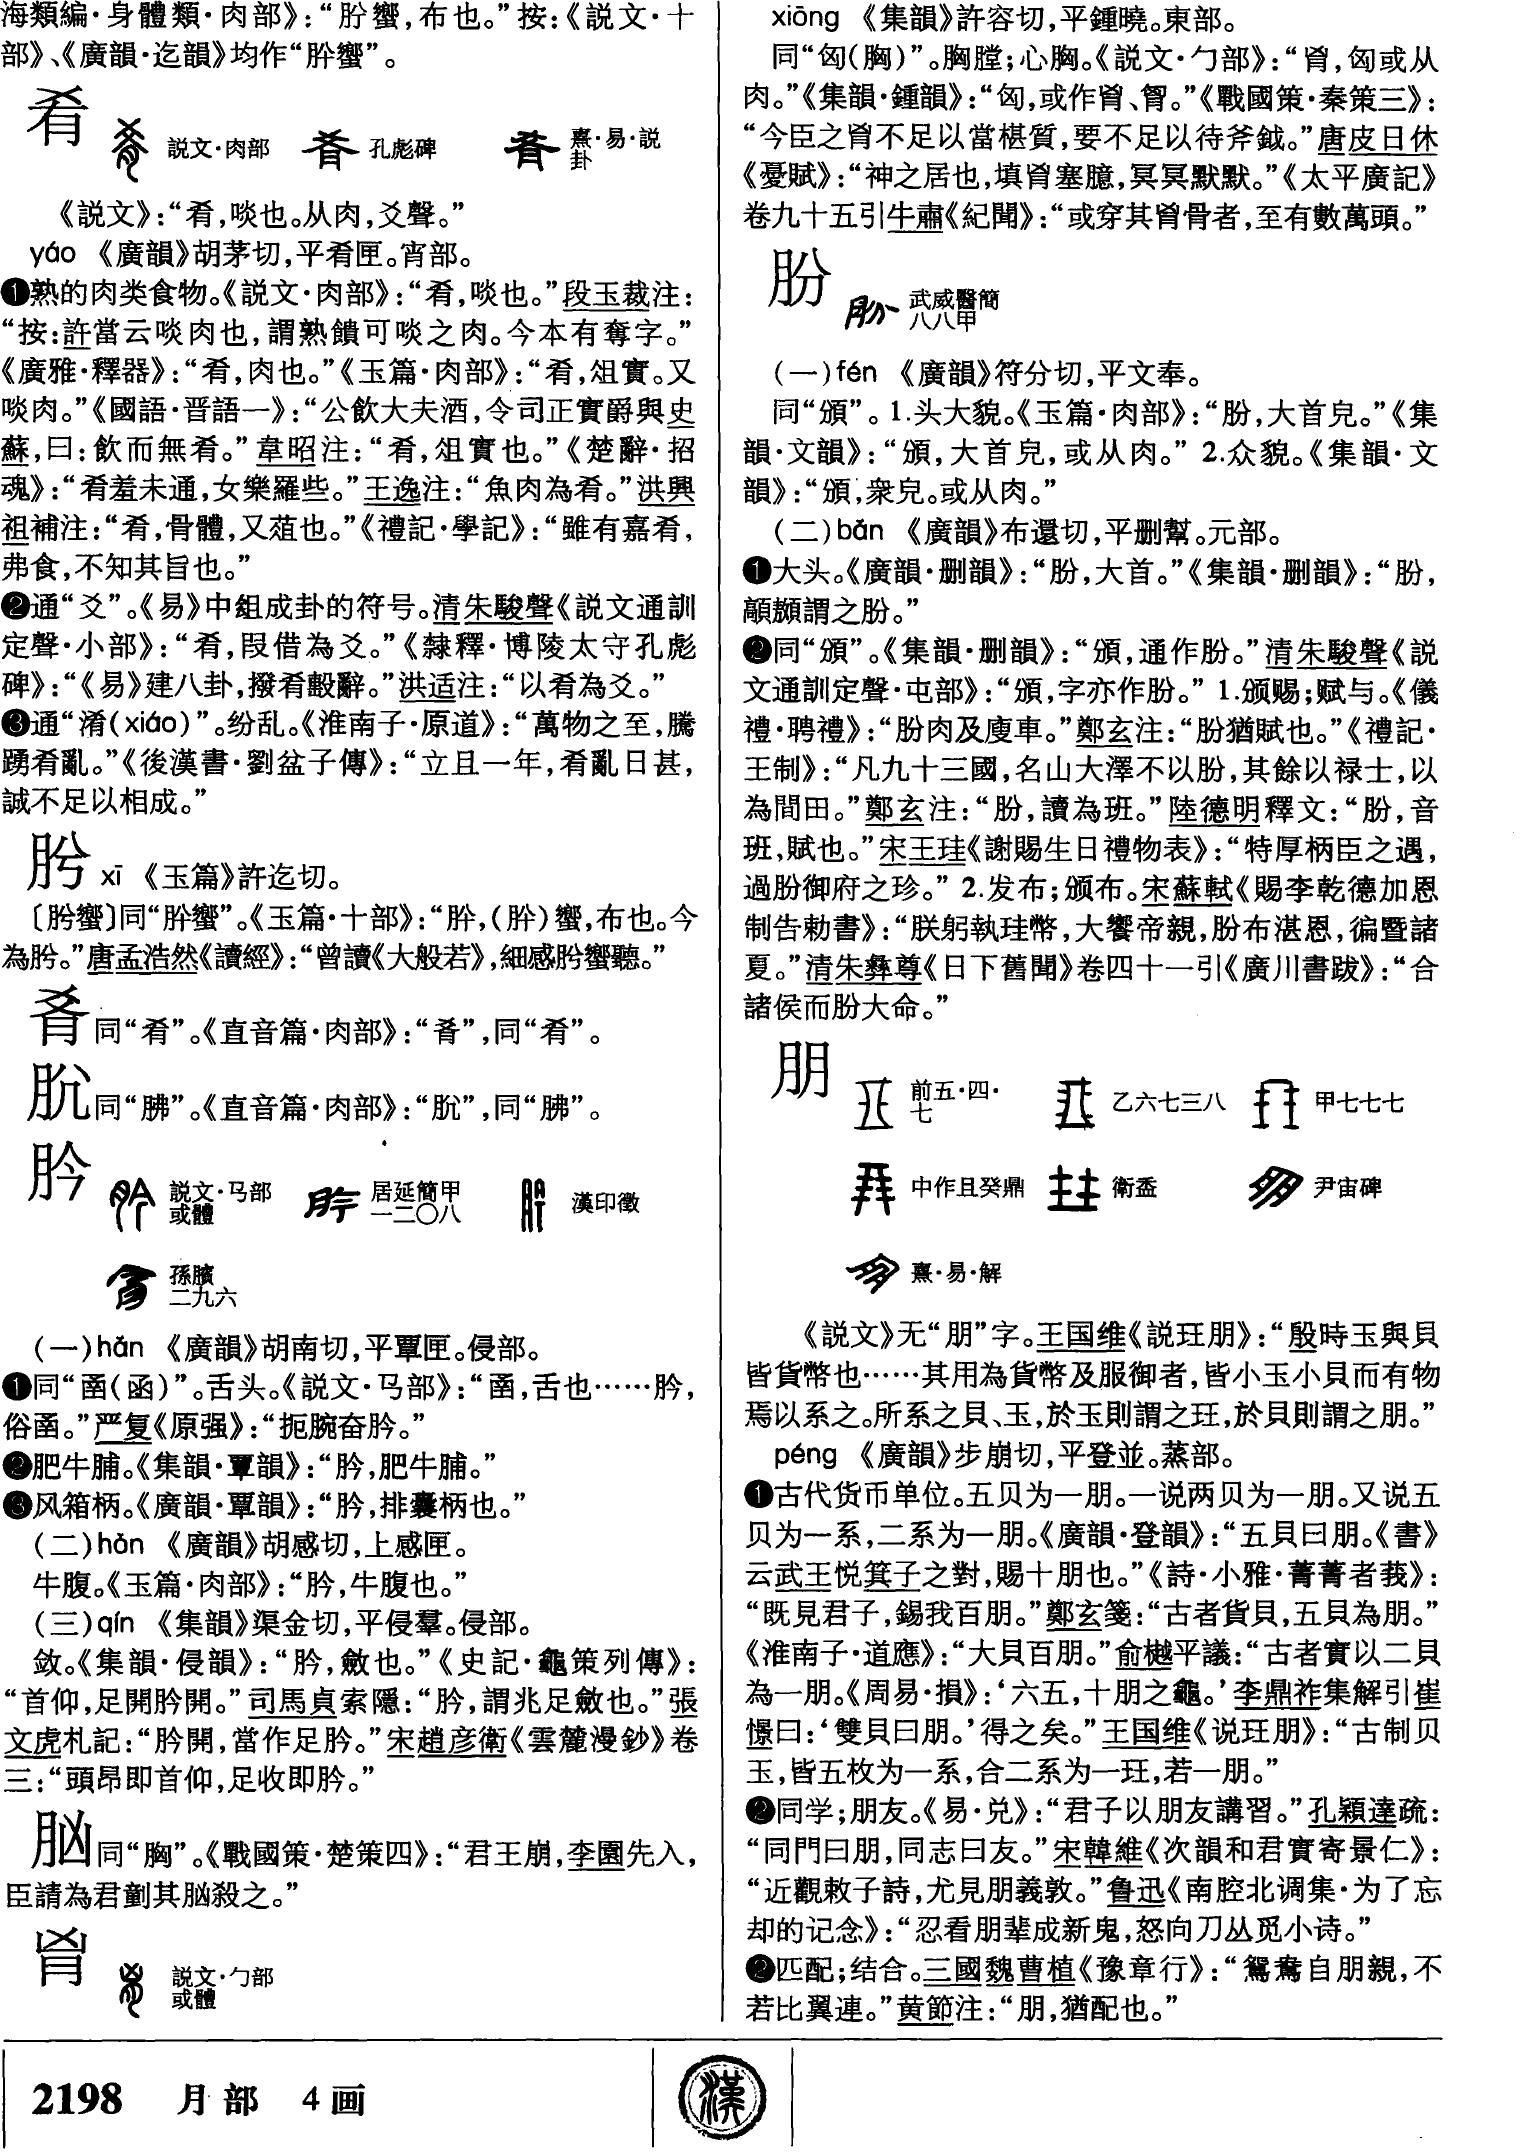 海類編·身體類·肉部》：“肹蠁，布也。”按：《説文·十
部》、《廣韻·迄韻》均作“肸蠁”。
肴
説文·肉部
孔彪碑
熹·易·説
卦
《説文》：“肴，啖也。从肉，爻聲。”
yáo 《廣韻》胡茅切，平肴匣。宵部。
❶熟的肉类食物。《説文·肉部》：“肴，啖也。”段玉裁注：
“按：許當云啖肉也，謂熟饋可啖之肉。今本有奪字。”
《廣雅·釋器》：“肴，肉也。”《玉篇·肉部》：“肴，俎實。又
啖肉。”《國語·晋語一》：“公飲大夫酒，令司正實爵與史
蘇，曰：飲而無肴。”韋昭注：“肴，俎實也。”《楚辭·招
魂》：“肴羞未通，女樂羅些。”王逸注：“魚肉為肴。”洪興
祖補注：“肴，骨體，又葅也。”《禮記·學記》：“雖有嘉肴，
弗食，不知其旨也。”
❷通“爻”。《易》中组成卦的符号。清朱駿聲《説文通訓
定聲·小部》：“肴，叚借為爻。”《隸釋·博陵太守孔彪
碑》：“《易》建八卦，撥肴毄辭。”洪适注：“以肴為爻。”
❸通“淆(xiáo)”。纷乱。《淮南子·原道》：“萬物之至，騰
踴肴亂。”《後漢書·劉盆子傳》：“立且一年，肴亂日甚，
誠不足以相成。”
肹 xī 《玉篇》許迄切。
〔肹蠁〕同“肸蠁”。《玉篇·十部》：“肸，(肸)蠁，布也。今
為肹。”唐孟浩然《讀經》：“曾讀《大般若》，細感肹蠁聽。”
同“肴”。《直音篇·肉部》：“”，同“肴”。
同“胇”。《直音篇·肉部》：“”，同“胇”。
肣
説文·马部
或體
居延簡甲
一二〇八
漢印徵
孫臏
二九六
(一)hán 《廣韻》胡南切，平覃匣。侵部。
❶同“圅(函)”。舌头。《説文·马部》：“圅，舌也……肣，
俗圅。”严复《原强》：“扼腕奋肣。”
❷肥牛脯。《集韻·覃韻》：“肣，肥牛脯。”
❸风箱柄。《廣韻·覃韻》：“肣，排囊柄也。”
(二)hàn 《廣韻》胡感切，上感匣。
牛腹。《玉篇·肉部》：“肣，牛腹也。”
(三)qín 《集韻》渠金切，平侵羣。侵部。
敛。《集韻·侵韻》：“肣，斂也。”《史記·龜策列傳》：
“首仰，足開肣開。”司馬貞索隱：“肣，謂兆足斂也。”張
文虎札記：“肣開，當作足肣。”宋趙彦衛《雲麓漫鈔》卷
三：“頭昂即首仰，足收即肣。”
𦙄同“胸”。《戰國策·楚策四》：“君王崩，李園先入，
臣請為君剷其殺之。”
胷
説文·勹部
或體
xiōng 《集韻》許容切，平鍾曉。東部。
同“匈(胸)”。胸膛；心胸。《説文·勹部》：“胷，匈或从
肉。”《集韻·鍾韻》：“匈，或作胷、胷。”《戰國策·秦策三》：
“今臣之胷不足以當椹質，要不足以待斧鉞。”唐皮日休
《憂賦》：“神之居也，填胷塞臆，冥冥默默。”《太平廣記》
卷九十五引牛肅《紀聞》：“或穿其胷骨者，至有數萬頭。”
肦
武威醫簡
八八甲
(一)fén 《廣韻》符分切，平文奉。
同“頒”。1.头大貌。《玉篇·肉部》：“肦，大首皃。”《集
韻·文韻》：“頒，大首皃，或从肉。” 2.众貌。《集韻·文
韻》：“頒，衆皃。或从肉。”
(二)bān 《廣韻》布還切，平删幫。元部。
❶大头。《廣韻·删韻》：“肦，大首。”《集韻·删韻》：“肦，
顤顤謂之肦。”
❷同“頒”。《集韻·删韻》：“頒，通作肦。”清朱駿聲《説
文通訓定聲·屯部》：“頒，字亦作肦。” 1.颁赐；赋与。《儀
禮·聘禮》：“肦肉及廋車。”鄭玄注：“肦猶賦也。”《禮記·
王制》：“凡九十三國，名山大澤不以肦，其餘以禄士，以
為間田。”鄭玄注：“肦，讀為班。”陸德明釋文：“肦，音
班，賦也。”宋王珪《謝賜生日禮物表》：“特厚柄臣之遇，
過肦御府之珍。” 2.发布；颁布。宋蘇軾《賜李乾德加恩
制告勅書》：“朕躬執珪幣，大饗帝親，肦布湛恩，徧暨諸
夏。”清朱彝尊《日下舊聞》卷四十一引《廣川書跋》：“合
諸侯而肦大命。”
朋
前五·四·
七
乙六七三八
甲七七七
中作且癸鼎
衛盉
尹宙碑
熹·易·解
《説文》无“朋”字。王国维《説玨朋》：“殷時玉與貝
皆貨幣也……其用為貨幣及服御者，皆小玉小貝而有物
焉以系之。所系之貝、玉，於玉則謂之玨，於貝則謂之朋。”
péng 《廣韻》步崩切，平登並。蒸部。
❶古代货币单位。五贝为一朋。一说两贝为一朋。又说五
贝为一系，二系为一朋。《廣韻·登韻》：“五貝曰朋。《書》
云武王悦箕子之對，賜十朋也。”《詩·小雅·菁菁者莪》：
“既見君子，錫我百朋。”鄭玄箋：“古者貨貝，五貝為朋。”
《淮南子·道應》：“大貝百朋。”俞樾平議：“古者實以二貝
為一朋。《周易·損》：‘六五，十朋之龜。’李鼎祚集解引崔
憬曰：‘雙貝曰朋。’得之矣。”王国维《说玨朋》：“古制贝
玉，皆五枚为一系，合二系为一玨，若一朋。”
❷同学；朋友。《易·兑》：“君子以朋友講習。”孔穎達疏：
“同門曰朋，同志曰友。”宋韓維《次韻和君實寄景仁》：
“近觀敕子詩，尤見朋義敦。”鲁迅《南腔北调集·为了忘
却的记念》：“忍看朋辈成新鬼，怒向刀丛觅小诗。”
❷匹配；结合。三國魏曹植《豫章行》：“鴛鴦自朋親，不
若比翼連。”黄節注：“朋，猶配也。”
2198 月部 4画
漢